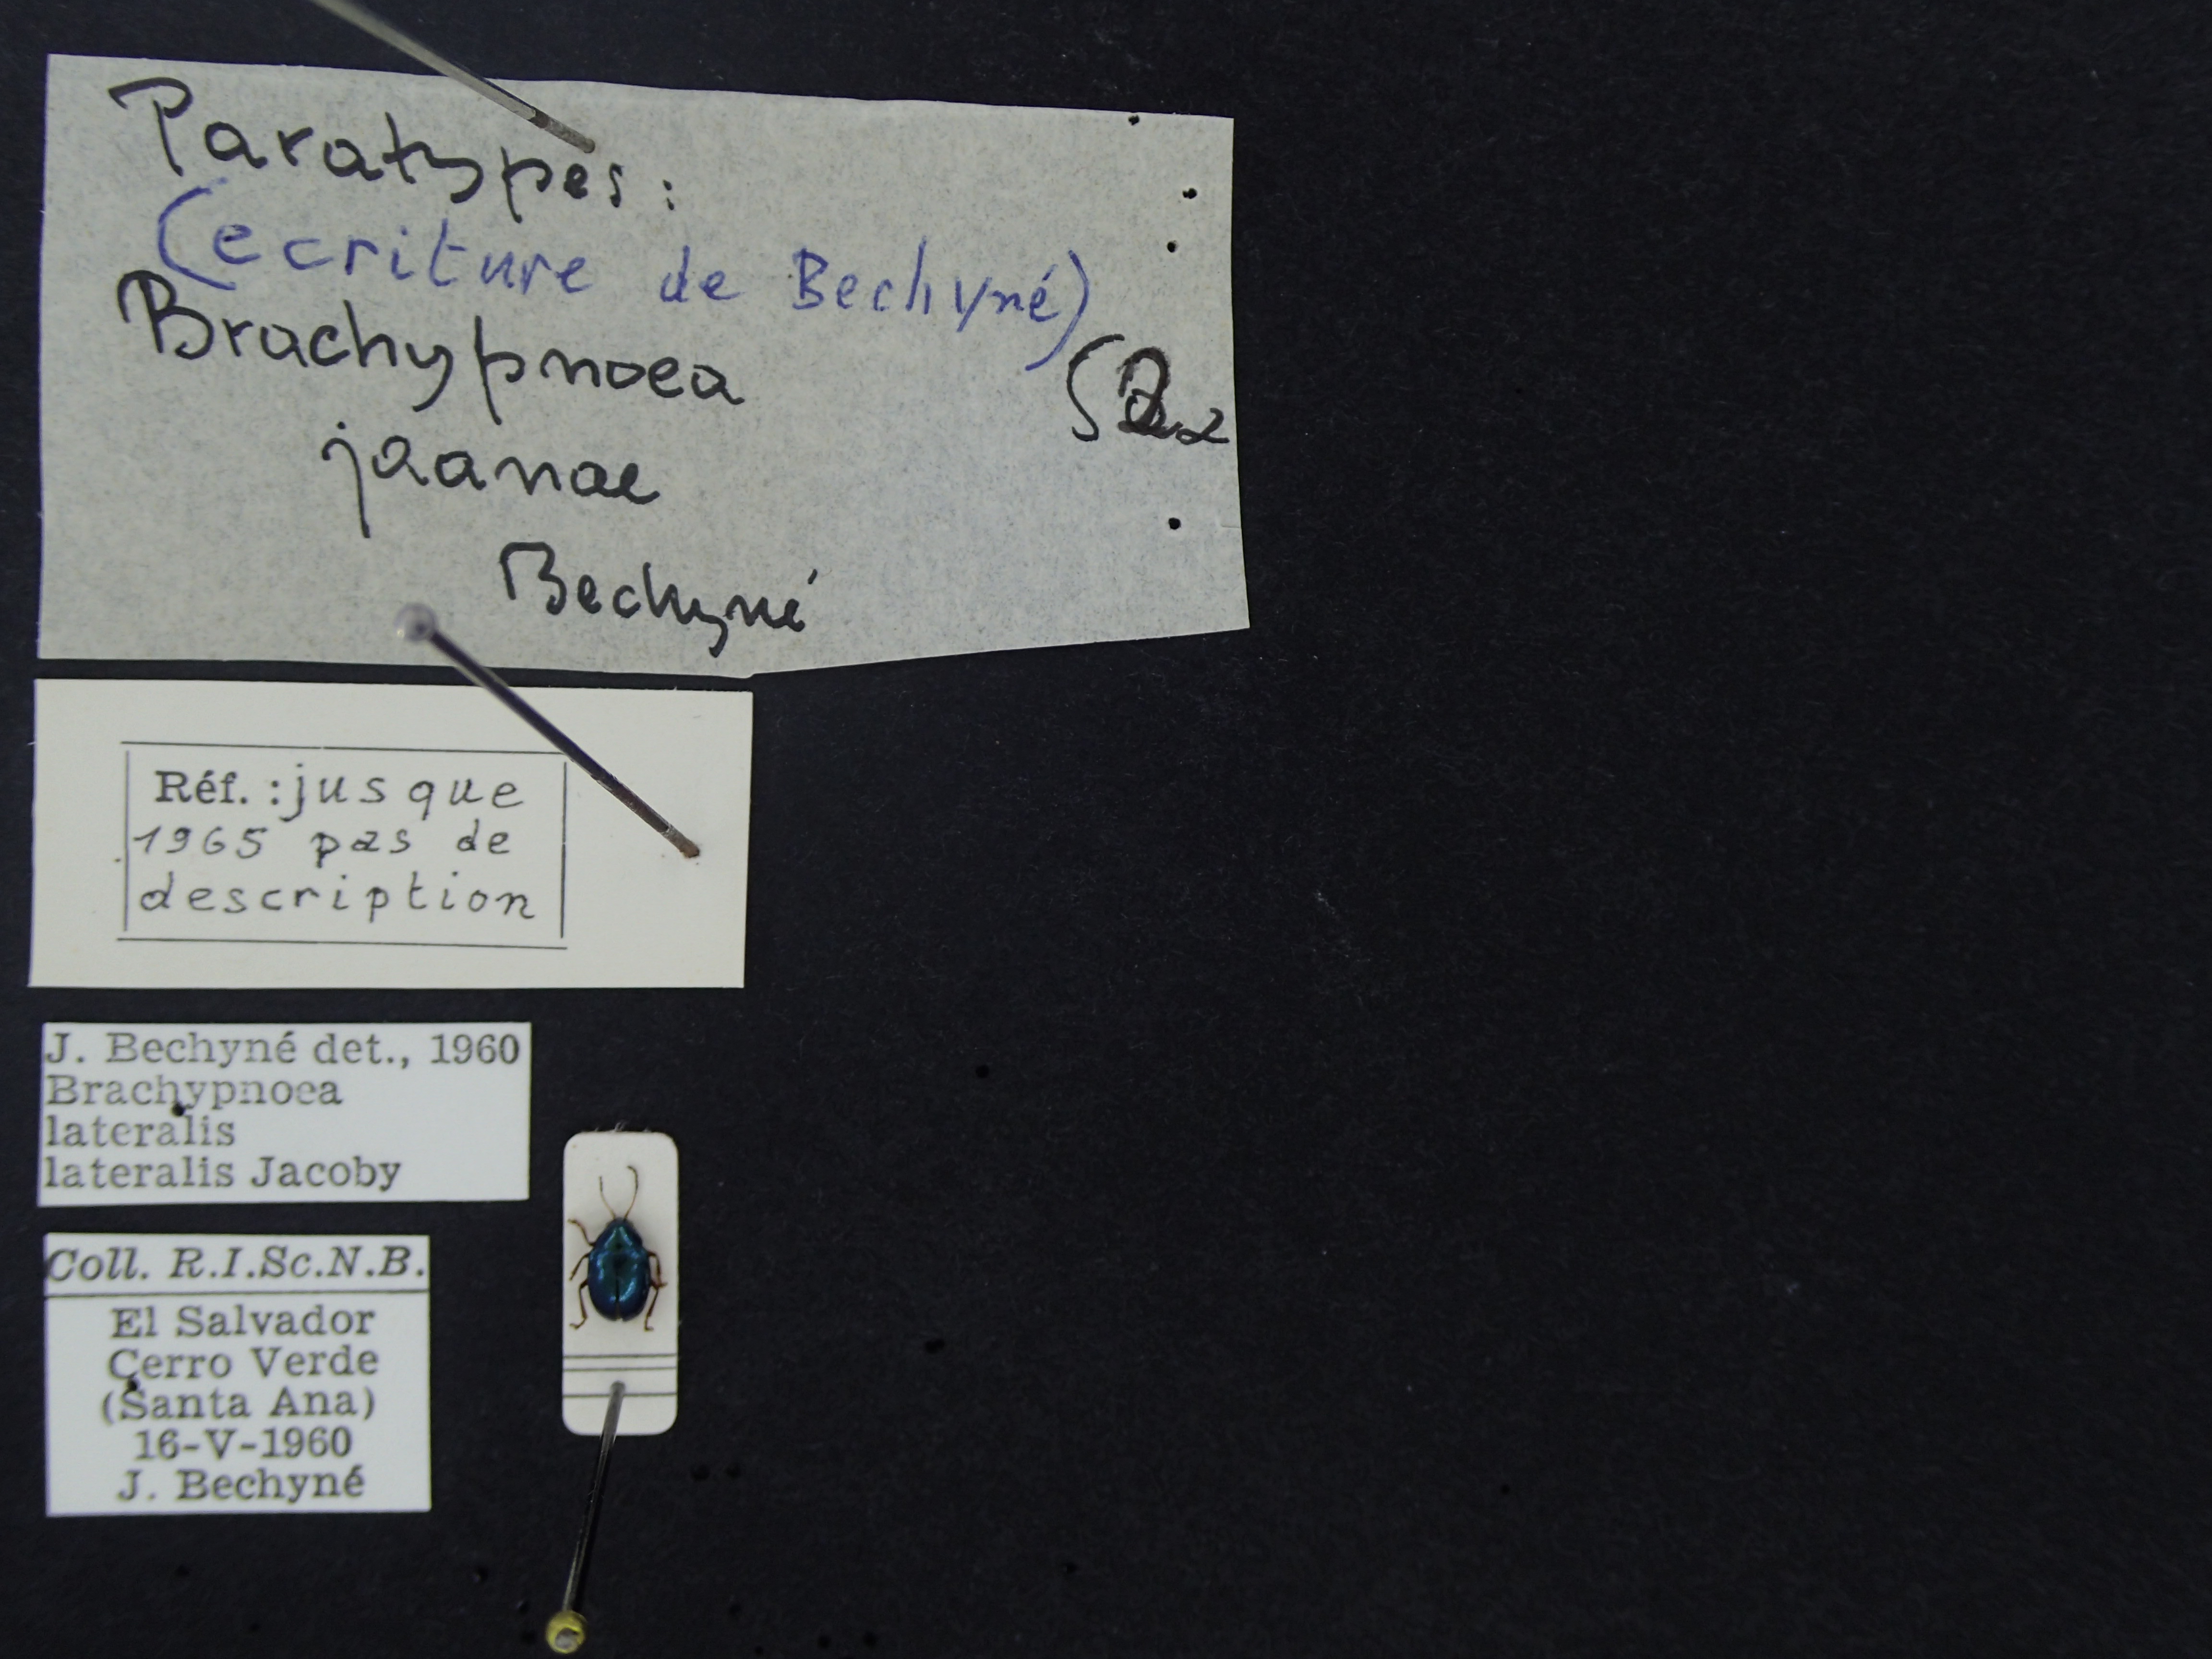 Paratypes:
(ecriture de Bechyné)
Brachypnoea
jaanae
Bechyné
Réf. : jusque
1965 pas de
description
J. Bechyné det., 1960
Brachypnoea
lateralis
lateralis Jacoby
Coll. R.I.Sc.N.B.
El Salvador
Cerro Verde
(Santa Ana)
16-V-1960
J. Bechyné